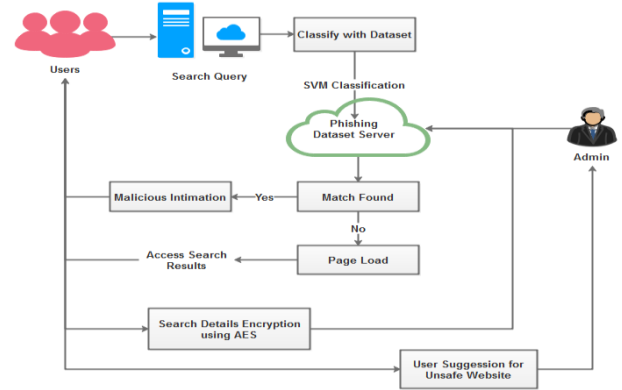 Users
Search Query
Classify with Dataset
SVM Classification
Phishing
Dataset Server
Admin
Malicious Intimation
Yes
Match Found
No
Access Search
Results
Page Load
Search Details Encryption
using AES
User Suggession for
Unsafe Website